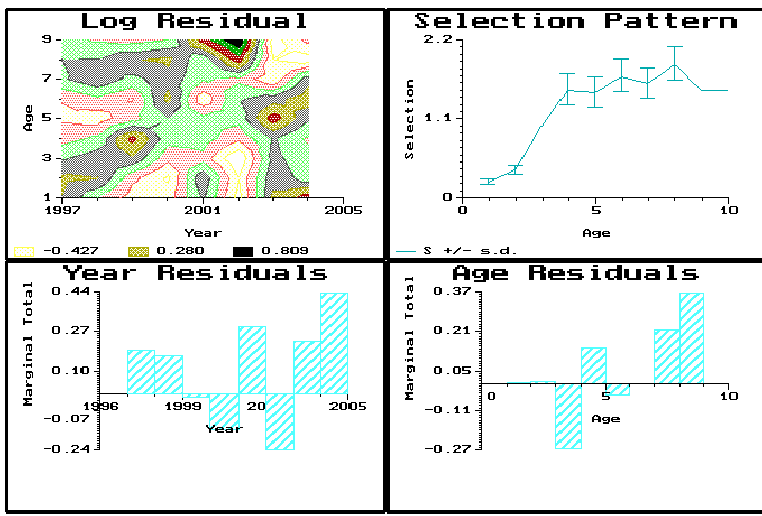 Log Residual
9
7
5
3
1
Age
1997
2001
2005
Year
-0.427
0.280
0.809
Selection Pattern
2.2
1.1
0
Selection
0
5
10
Age
S +/- s.d.
Year Residuals
0.44
0.27
0.10
-0.07
-0.24
Marginal Total
1996
1999
20
2005
Year
Age Residuals
0.37
0.21
0.05
-0.11
-0.27
Marginal Total
0
5
10
Age